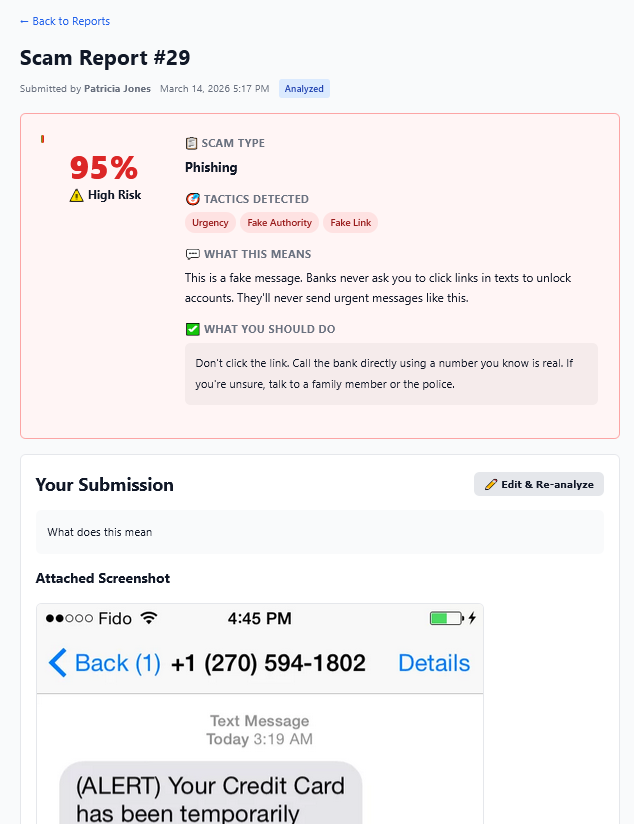 ← Back to Reports
Scam Report #29
Submitted by Patricia Jones March 14, 2026 5:17 PM Analyzed
95%
High Risk
SCAM TYPE
Phishing
TACTICS DETECTED
Urgency Fake Authority Fake Link
WHAT THIS MEANS
This is a fake message. Banks never ask you to click links in texts to unlock
accounts. They'll never send urgent messages like this.
WHAT YOU SHOULD DO
Don't click the link. Call the bank directly using a number you know is real. If
you're unsure, talk to a family member or the police.
Your Submission
Edit & Re-analyze
What does this mean
Attached Screenshot
Fido 4:45 PM
Back (1) +1 (270) 594-1802 Details
Text Message
Today 3:19 AM
(ALERT) Your Credit Card
has been temporarily